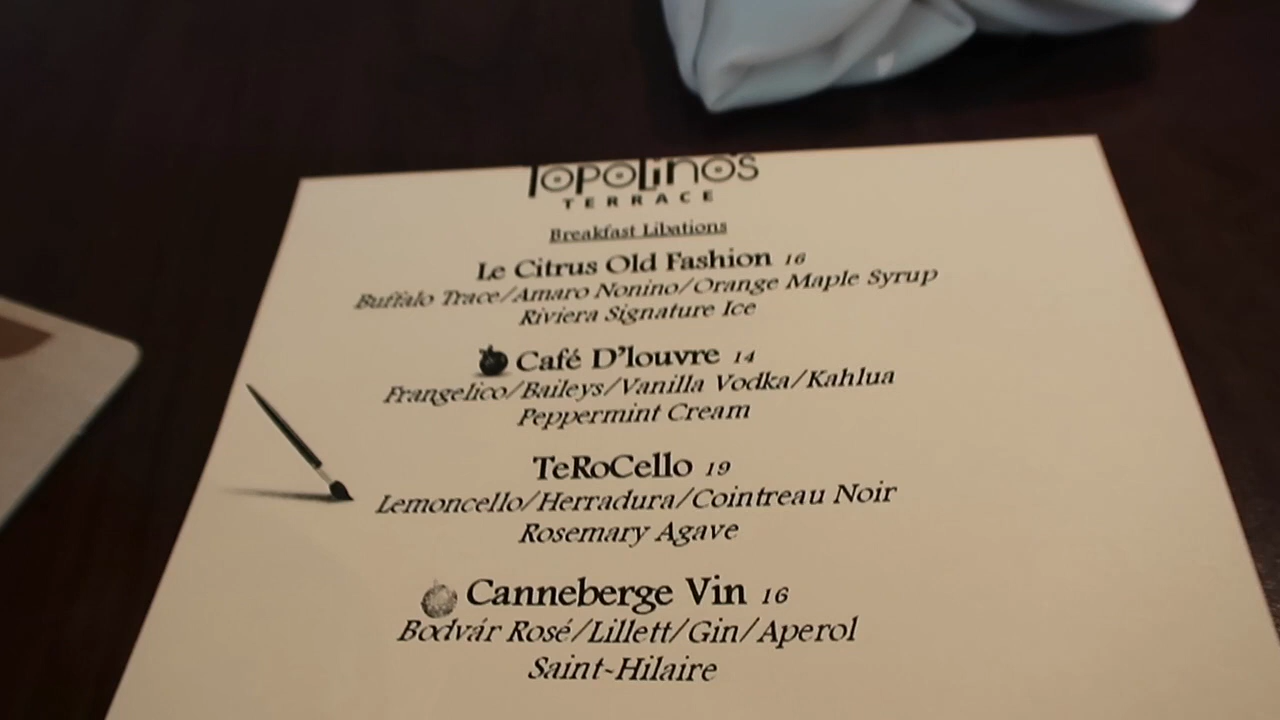 Topolino's
TERRACE
Breakfast Libations
Le Citrus Old Fashion 16
Buffalo Trace/Amaro Nonino/Orange Maple Syrup
Riviera Signature Ice
Café D'louvre 14
Frangelico/Baileys/Vanilla Vodka/Kahlua
Peppermint Cream
TeRoCello 19
Lemoncello/Herradura/Cointreau Noir
Rosemary Agave
Canneberge Vin 16
Bodvár Rosé/Lillett/Gin/Aperol
Saint-Hilaire